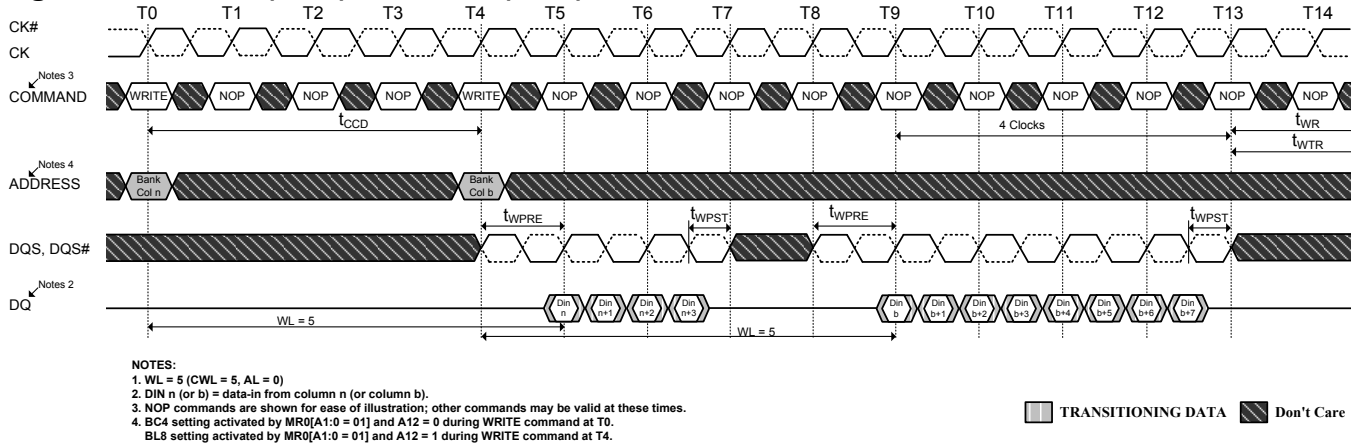 T0 T1 T2 T3 T4 T5 T6 T7 T8 T9 T10 T11 T12 T13 T14
CK#
CK
Notes 3
COMMAND
WRITE NOP NOP NOP WRITE NOP NOP NOP NOP NOP NOP NOP NOP NOP NOP
tCCD
4 Clocks
tWR
tWTR
Notes 4
ADDRESS
Bank Bank
Col n Col b
tWPRE tWPST tWPRE tWPST
DQS, DQS#
Notes 2
DQ
Din Din Din Din Din Din Din Din Din Din Din Din
n n+1 n+2 n+3 b b+1 b+2 b+3 b+4 b+5 b+6 b+7
WL = 5
WL = 5
NOTES:
1. WL = 5 (CWL = 5, AL = 0)
2. DIN n (or b) = data-in from column n (or column b).
3. NOP commands are shown for ease of illustration; other commands may be valid at these times.
4. BC4 setting activated by MR0[A1:0 = 01] and A12 = 0 during WRITE command at T0.
BL8 setting activated by MR0[A1:0 = 01] and A12 = 1 during WRITE command at T4.
TRANSITIONING DATA
Don't Care